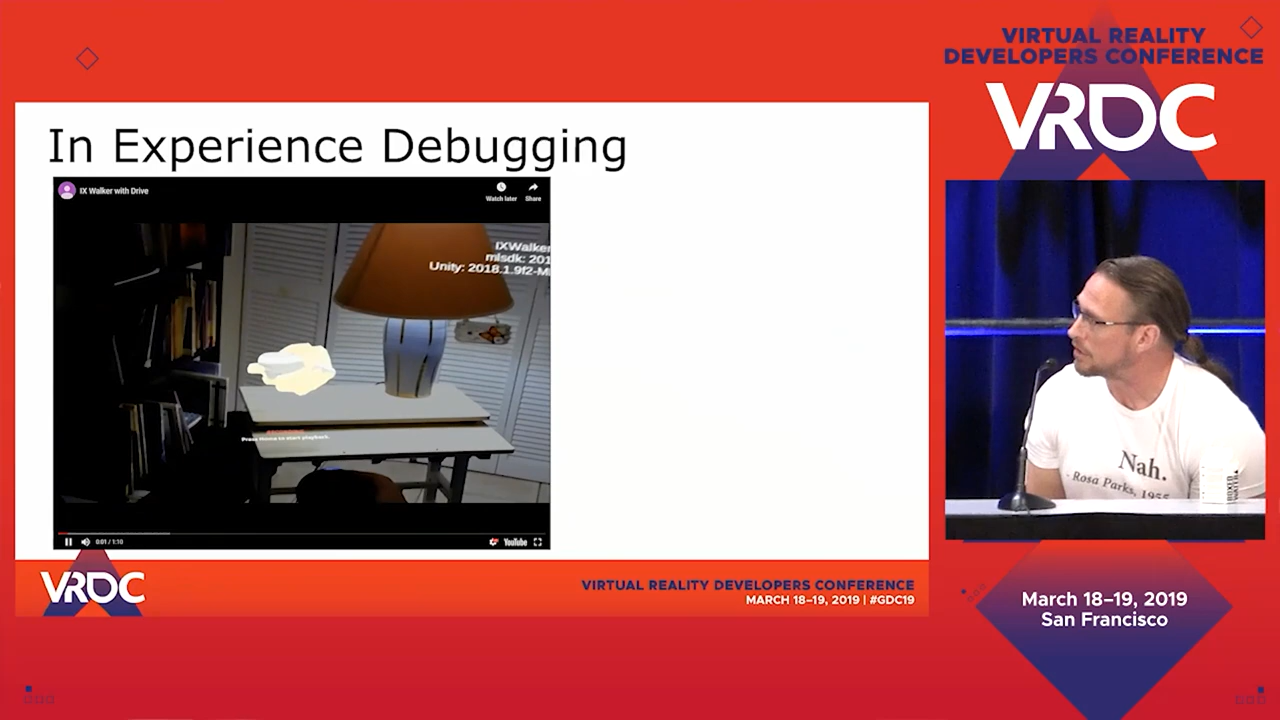 VIRTUAL REALITY
DEVELOPERS CONFERENCE
VRDC
In Experience Debugging
IX Walker with Drive
Watch later
Share
IXWalker
mlsdk: 201
Unity: 2018.1.9f2-M
Press Home to start playback.
0:01 / 1:10
YouTube
Nah.
- Rosa Parks, 1955
BOXED
WATER
VRDC
VIRTUAL REALITY DEVELOPERS CONFERENCE
MARCH 18-19, 2019 | #GDC19
March 18-19, 2019
San Francisco